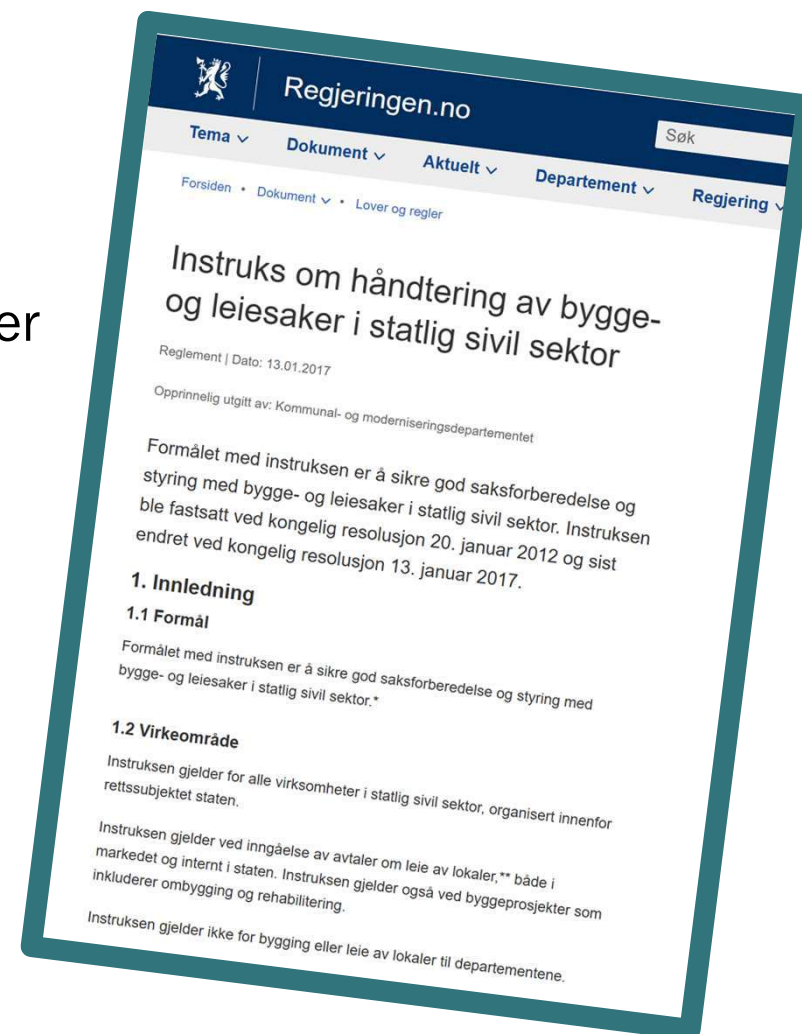 er
Regjeringen.no
Søk
Tema
Dokument
Aktuelt
Departement
Regjering
Forsiden • Dokument • Lover og regler
Instruks om håndtering av bygge-
og leiesaker i statlig sivil sektor
Reglement | Dato: 13.01.2017
Opprinnelig utgitt av: Kommunal- og moderniseringsdepartementet
Formålet med instruksen er å sikre god saksforberedelse og
styring med bygge- og leiesaker i statlig sivil sektor. Instruksen
ble fastsatt ved kongelig resolusjon 20. januar 2012 og sist
endret ved kongelig resolusjon 13. januar 2017.
1. Innledning
1.1 Formål
Formålet med instruksen er å sikre god saksforberedelse og styring med
bygge- og leiesaker i statlig sivil sektor.*
1.2 Virkeområde
Instruksen gjelder for alle virksomheter i statlig sivil sektor, organisert innenfor
rettssubjektet staten.
Instruksen gjelder ved inngåelse av avtaler om leie av lokaler,** både i
markedet og internt i staten. Instruksen gjelder også ved byggeprosjekter som
inkluderer ombygging og rehabilitering.
Instruksen gjelder ikke for bygging eller leie av lokaler til departementene.